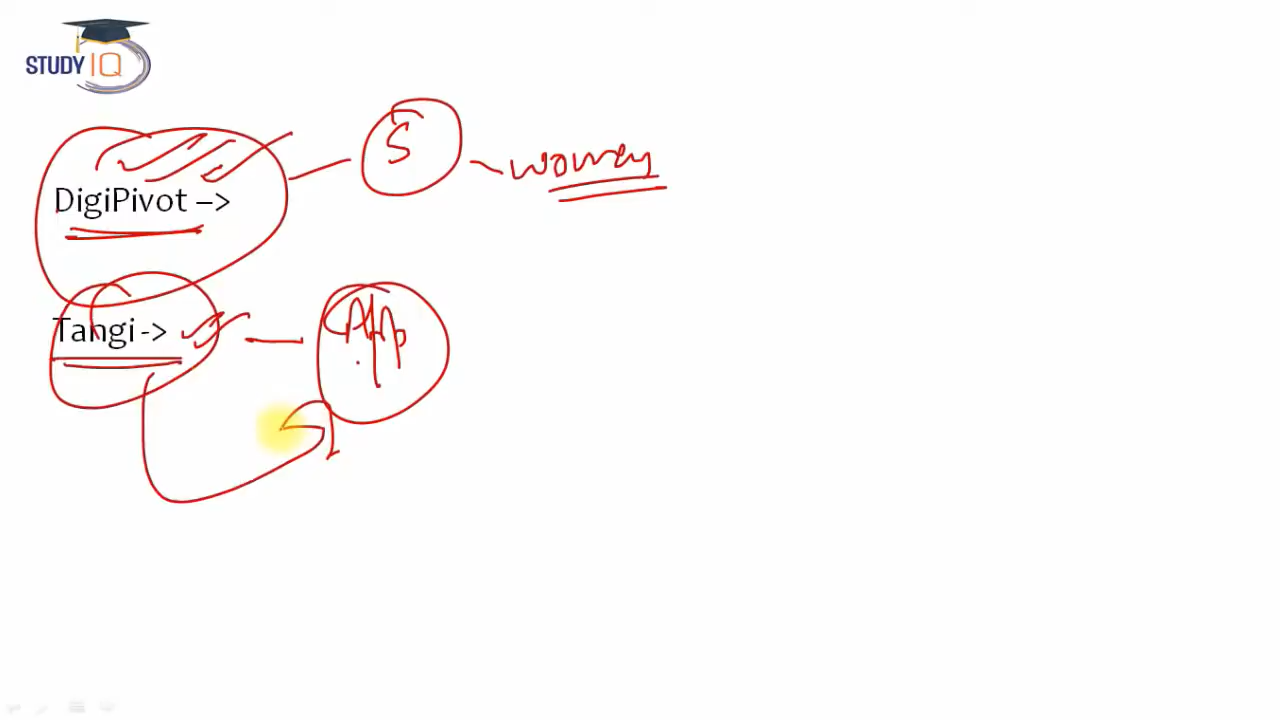 STUDY IQ
S
women
DigiPivot –>
App
Tangi ->